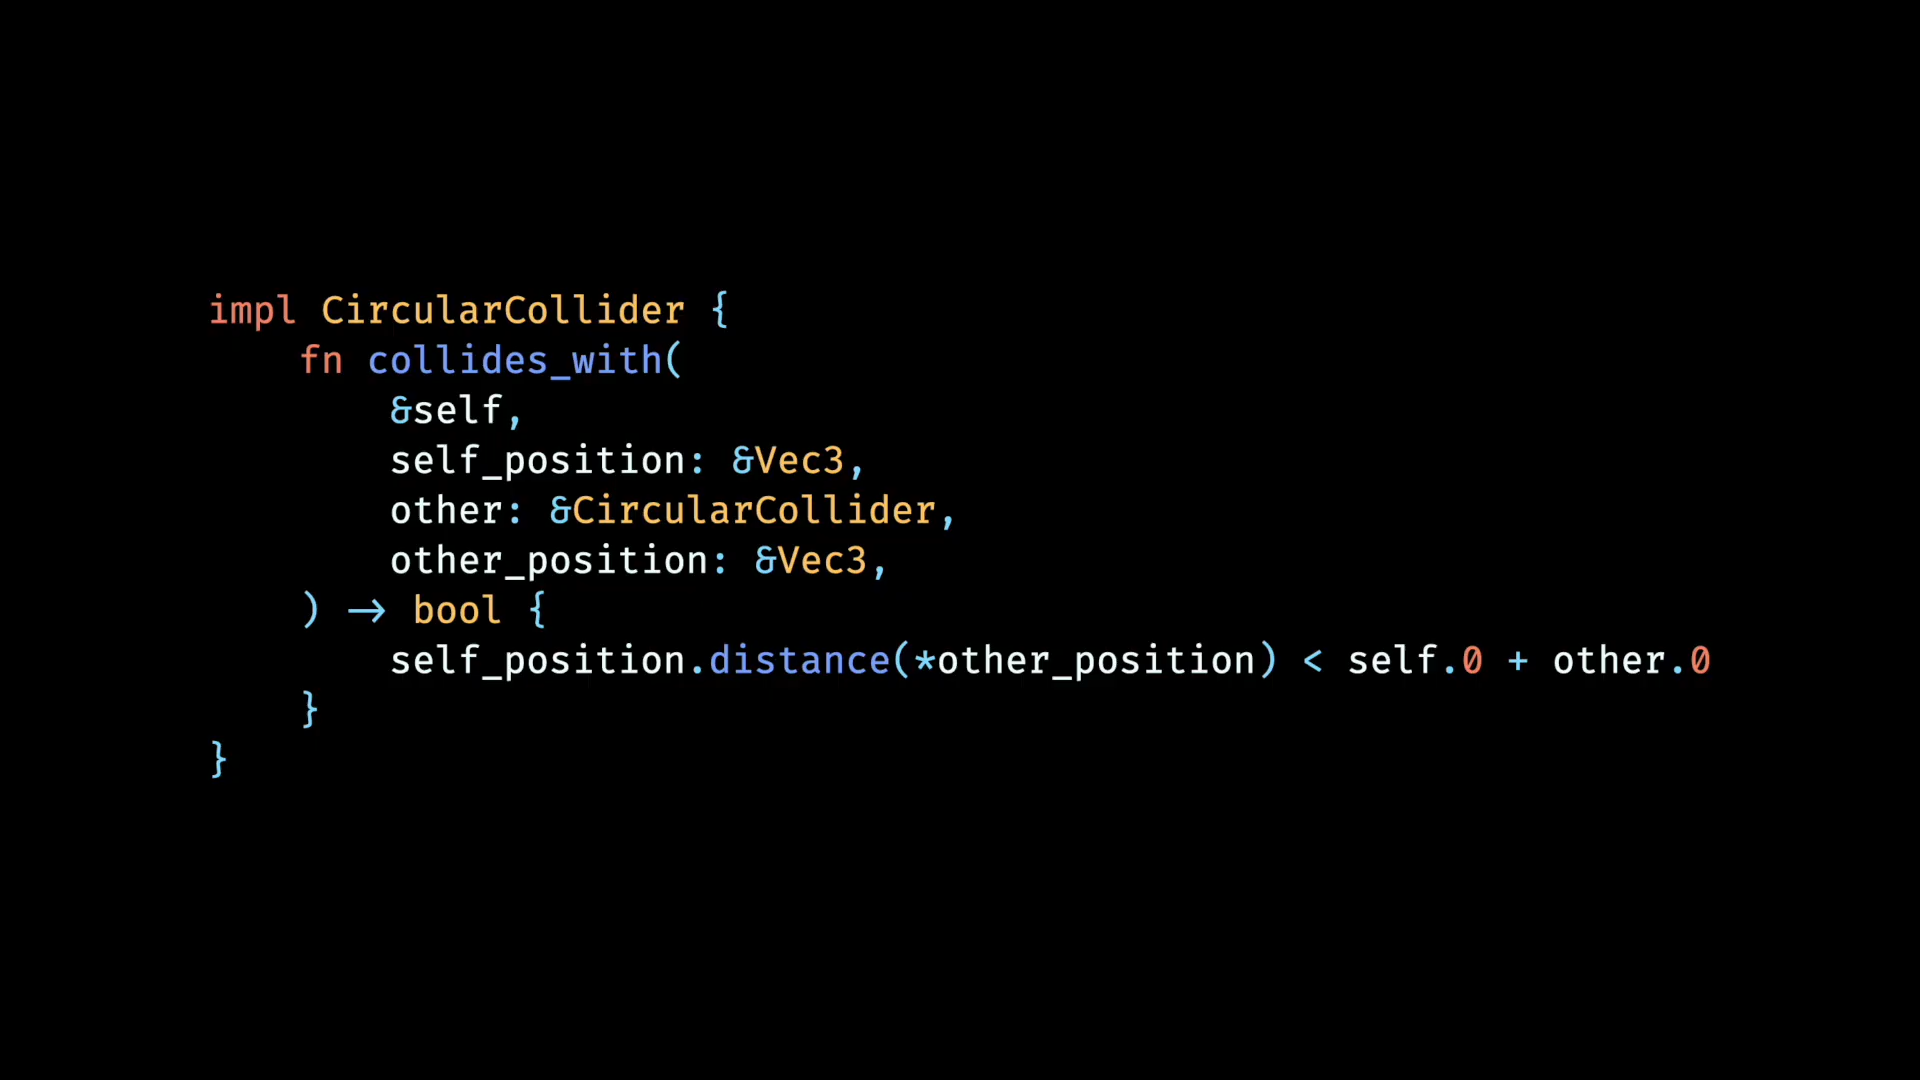 impl CircularCollider {
    fn collides_with(
        &self,
        self_position: &Vec3,
        other: &CircularCollider,
        other_position: &Vec3,
    ) -> bool {
        self_position.distance(*other_position) < self.0 + other.0
    }
}